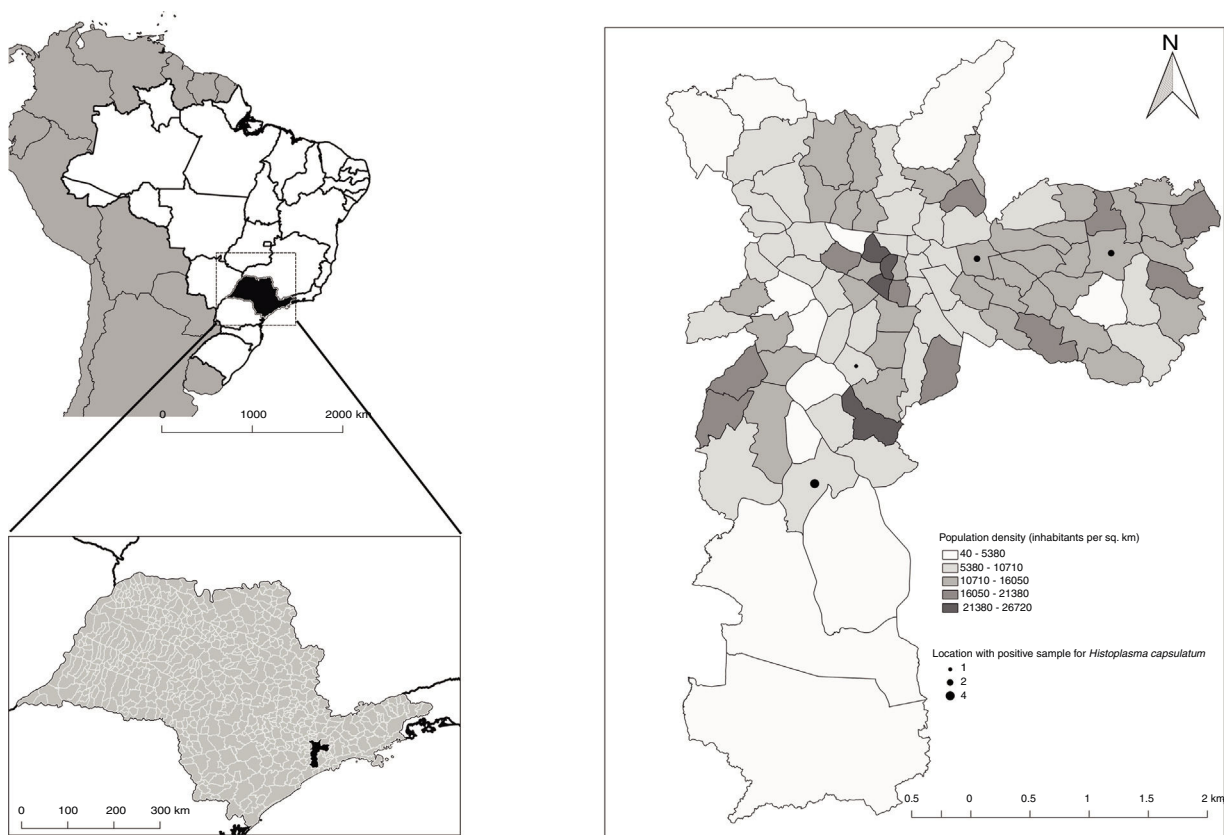 0 1000 2000 km
0 100 200 300 km
N
Population density (inhabitants per sq. km)
40 - 5380
5380 - 10710
10710 - 16050
16050 - 21380
21380 - 26720
Location with positive sample for Histoplasma capsulatum
1
2
4
0.5 0 0.5 1 1.5 2 km